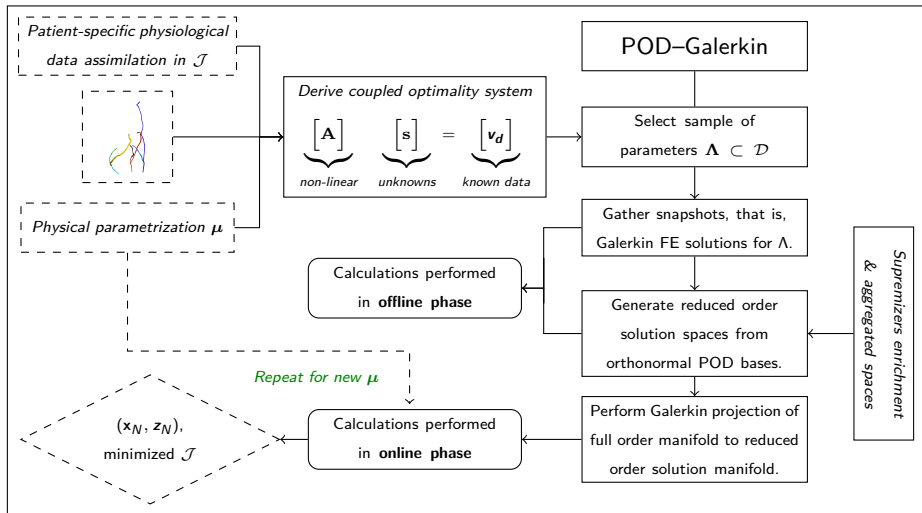 Patient-specific physiological
data assimilation in 𝒥
Derive coupled optimality system
[A] [s] = [v_d]
non-linear unknowns known data
Physical parametrization μ
POD–Galerkin
Select sample of
parameters Λ ⊂ 𝒟
Gather snapshots, that is,
Galerkin FE solutions for Λ.
Calculations performed
in offline phase
Generate reduced order
solution spaces from
orthonormal POD bases.
Supremizers enrichment
& aggregated spaces
Repeat for new μ
Perform Galerkin projection of
full order manifold to reduced
order solution manifold.
Calculations performed
in online phase
(x_N, z_N),
minimized 𝒥